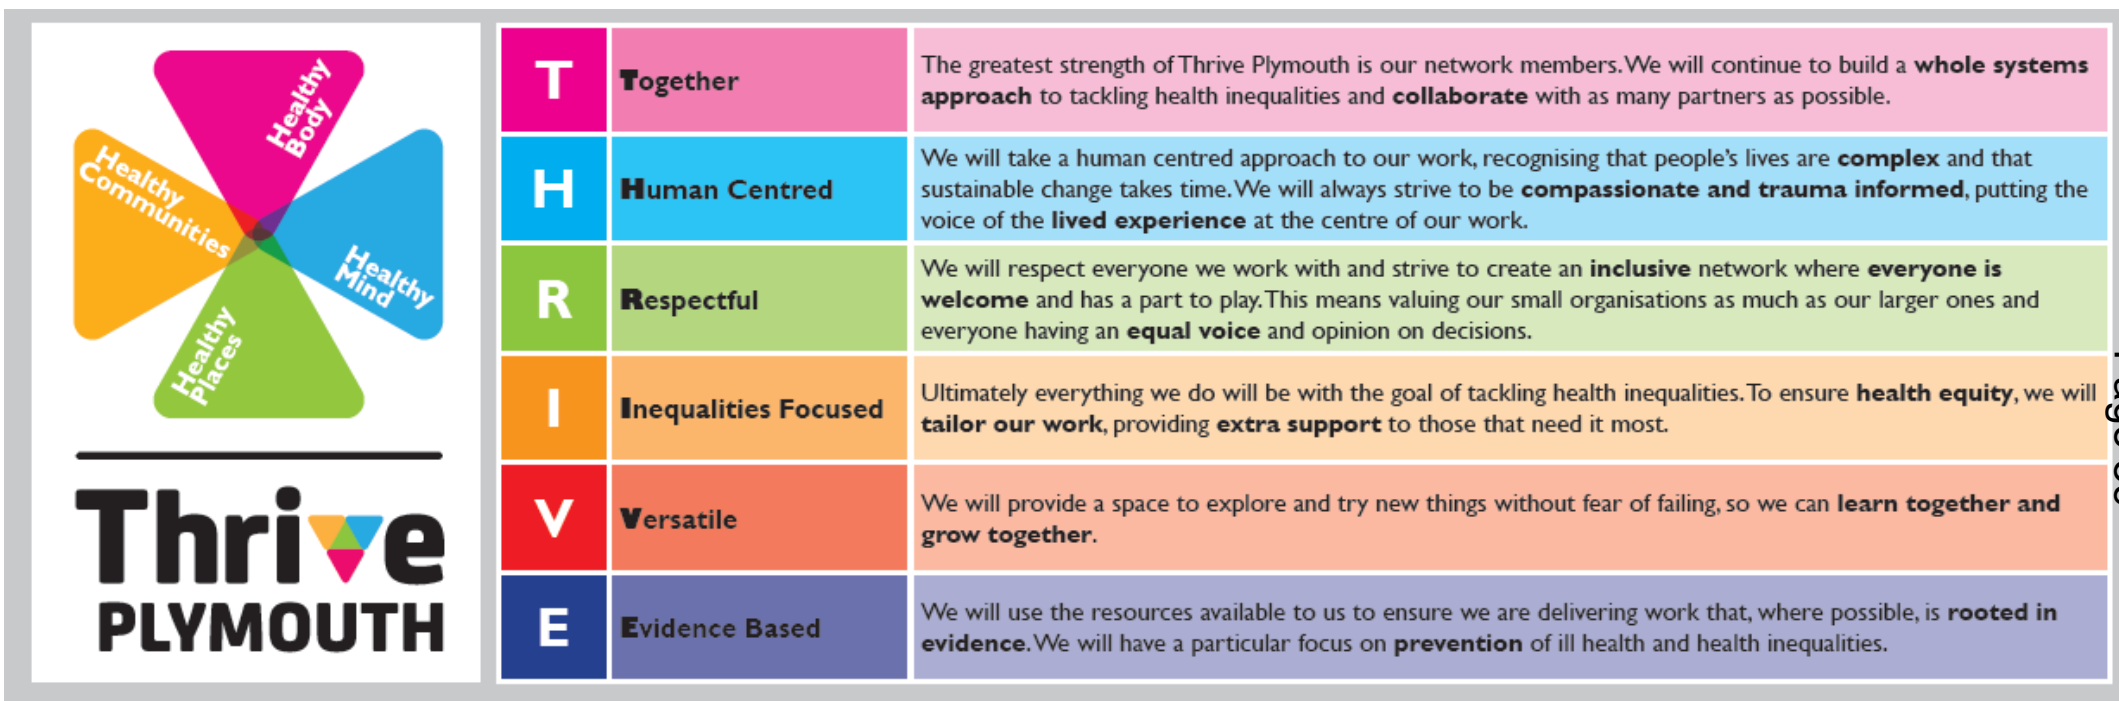 Healthy
Body
Healthy
Communities
Healthy
Mind
Healthy
Places
Thrive
PLYMOUTH
T
Together
The greatest strength of Thrive Plymouth is our network members. We will continue to build a whole systems
approach to tackling health inequalities and collaborate with as many partners as possible.
H
Human Centred
We will take a human centred approach to our work, recognising that people's lives are complex and that
sustainable change takes time. We will always strive to be compassionate and trauma informed, putting the
voice of the lived experience at the centre of our work.
R
Respectful
We will respect everyone we work with and strive to create an inclusive network where everyone is
welcome and has a part to play. This means valuing our small organisations as much as our larger ones and
everyone having an equal voice and opinion on decisions.
I
Inequalities Focused
Ultimately everything we do will be with the goal of tackling health inequalities. To ensure health equity, we will
tailor our work, providing extra support to those that need it most.
V
Versatile
We will provide a space to explore and try new things without fear of failing, so we can learn together and
grow together.
E
Evidence Based
We will use the resources available to us to ensure we are delivering work that, where possible, is rooted in
evidence. We will have a particular focus on prevention of ill health and health inequalities.